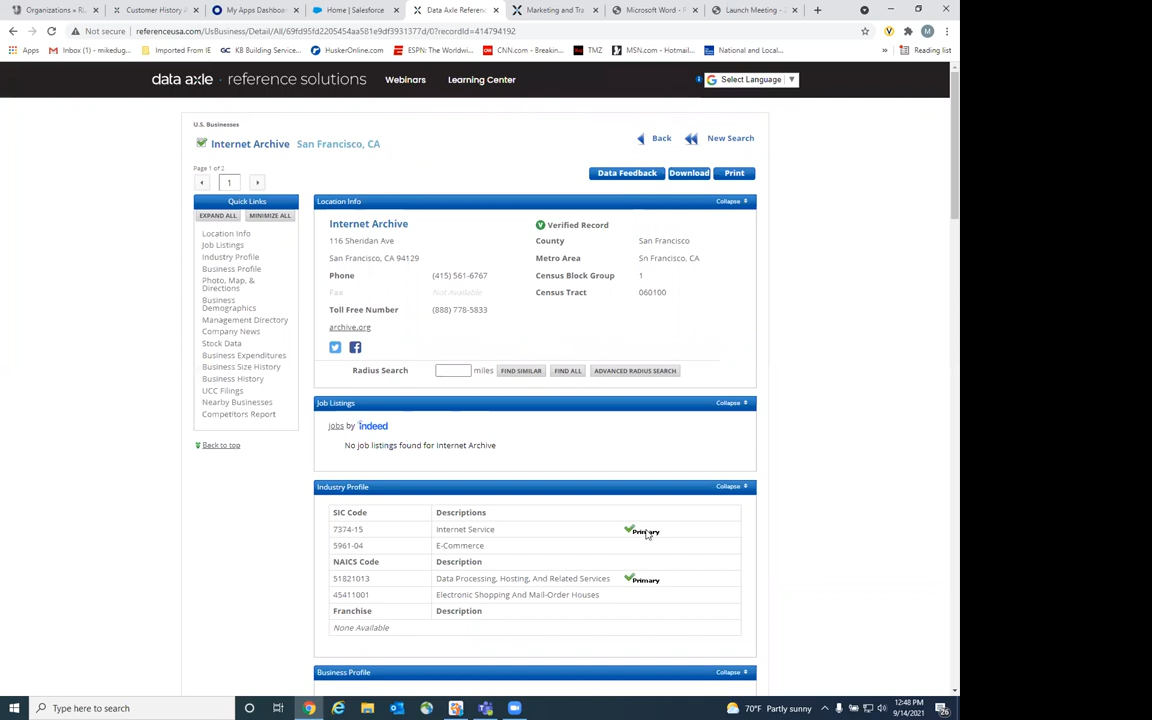 Organizations » R
Customer History A
My Apps Dashboa
Home | Salesforce
Data Axle Referenc
Marketing and Tra
Microsoft Word - R
Launch Meeting - Z
Not secure | referenceusa.com/UsBusiness/Detail/All/69fd95fd2205454aa581e9df3931377d/0?recordId=414794192
Apps
Inbox (1) - mikedug...
Imported From IE
KB Building Service...
HuskerOnline.com
ESPN: The Worldwi...
CNN.com - Breakin...
TMZ
MSN.com - Hotmail...
National and Local...
Reading list
data axle reference solutions Webinars Learning Center
Select Language
U.S. Businesses
Internet Archive San Francisco, CA
Back New Search
Page 1 of 2
1
Data Feedback Download Print
Quick Links
EXPAND ALL MINIMIZE ALL
Location Info
Job Listings
Industry Profile
Business Profile
Photo, Map, &
Directions
Business
Demographics
Management Directory
Company News
Stock Data
Business Expenditures
Business Size History
Business History
UCC Filings
Nearby Businesses
Competitors Report
Back to top
Location Info Collapse
Internet Archive
Verified Record
116 Sheridan Ave
County San Francisco
San Francisco, CA 94129
Metro Area Sn Francisco, CA
Phone (415) 561-6767
Census Block Group 1
Fax Not Available
Census Tract 060100
Toll Free Number (888) 778-5833
archive.org
Radius Search miles FIND SIMILAR FIND ALL ADVANCED RADIUS SEARCH
Job Listings Collapse
jobs by indeed
No job listings found for Internet Archive
Industry Profile Collapse
SIC Code Descriptions
7374-15 Internet Service Primary
5961-04 E-Commerce
NAICS Code Description
51821013 Data Processing, Hosting, And Related Services Primary
45411001 Electronic Shopping And Mail-Order Houses
Franchise Description
None Available
Business Profile Collapse
Type here to search
70°F Partly sunny
12:48 PM
9/14/2021